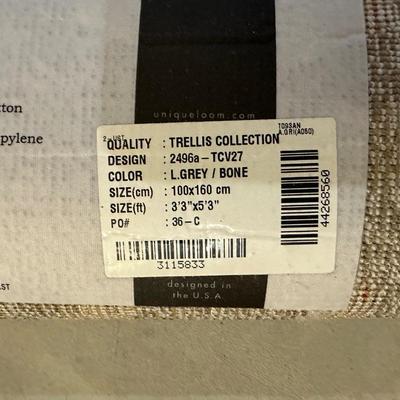 tton
pylene
uniqueloom.com
QUALITY : TRELLIS COLLECTION
DESIGN : 2496a-TCV27
COLOR : L.GREY / BONE
SIZE(cm) : 100x160 cm
SIZE(ft) : 3'3"x5'3"
PO# : 36-C
3115833
44268560
designed in
the U.S.A.